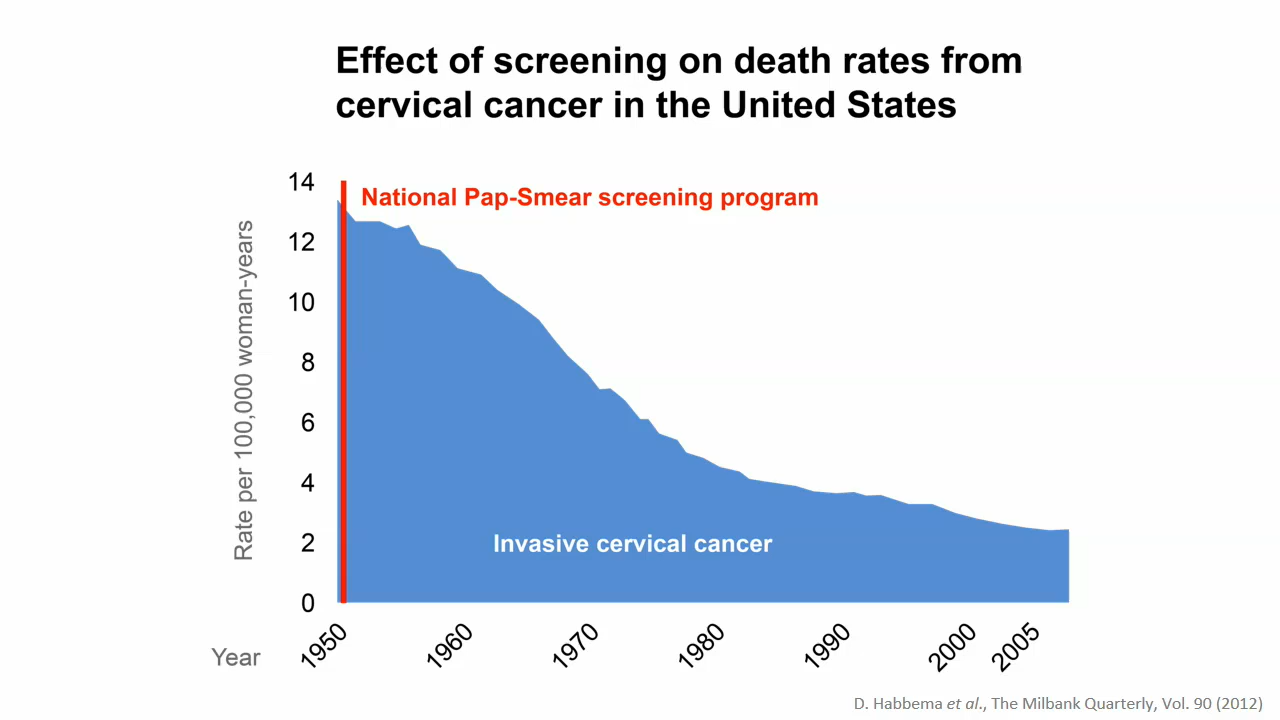 Effect of screening on death rates from
cervical cancer in the United States
14
National Pap-Smear screening program
12
10
8
6
4
2
0
Rate per 100,000 woman-years
Invasive cervical cancer
Year
1950
1960
1970
1980
1990
2000
2005
D. Habbema et al., The Milbank Quarterly, Vol. 90 (2012)